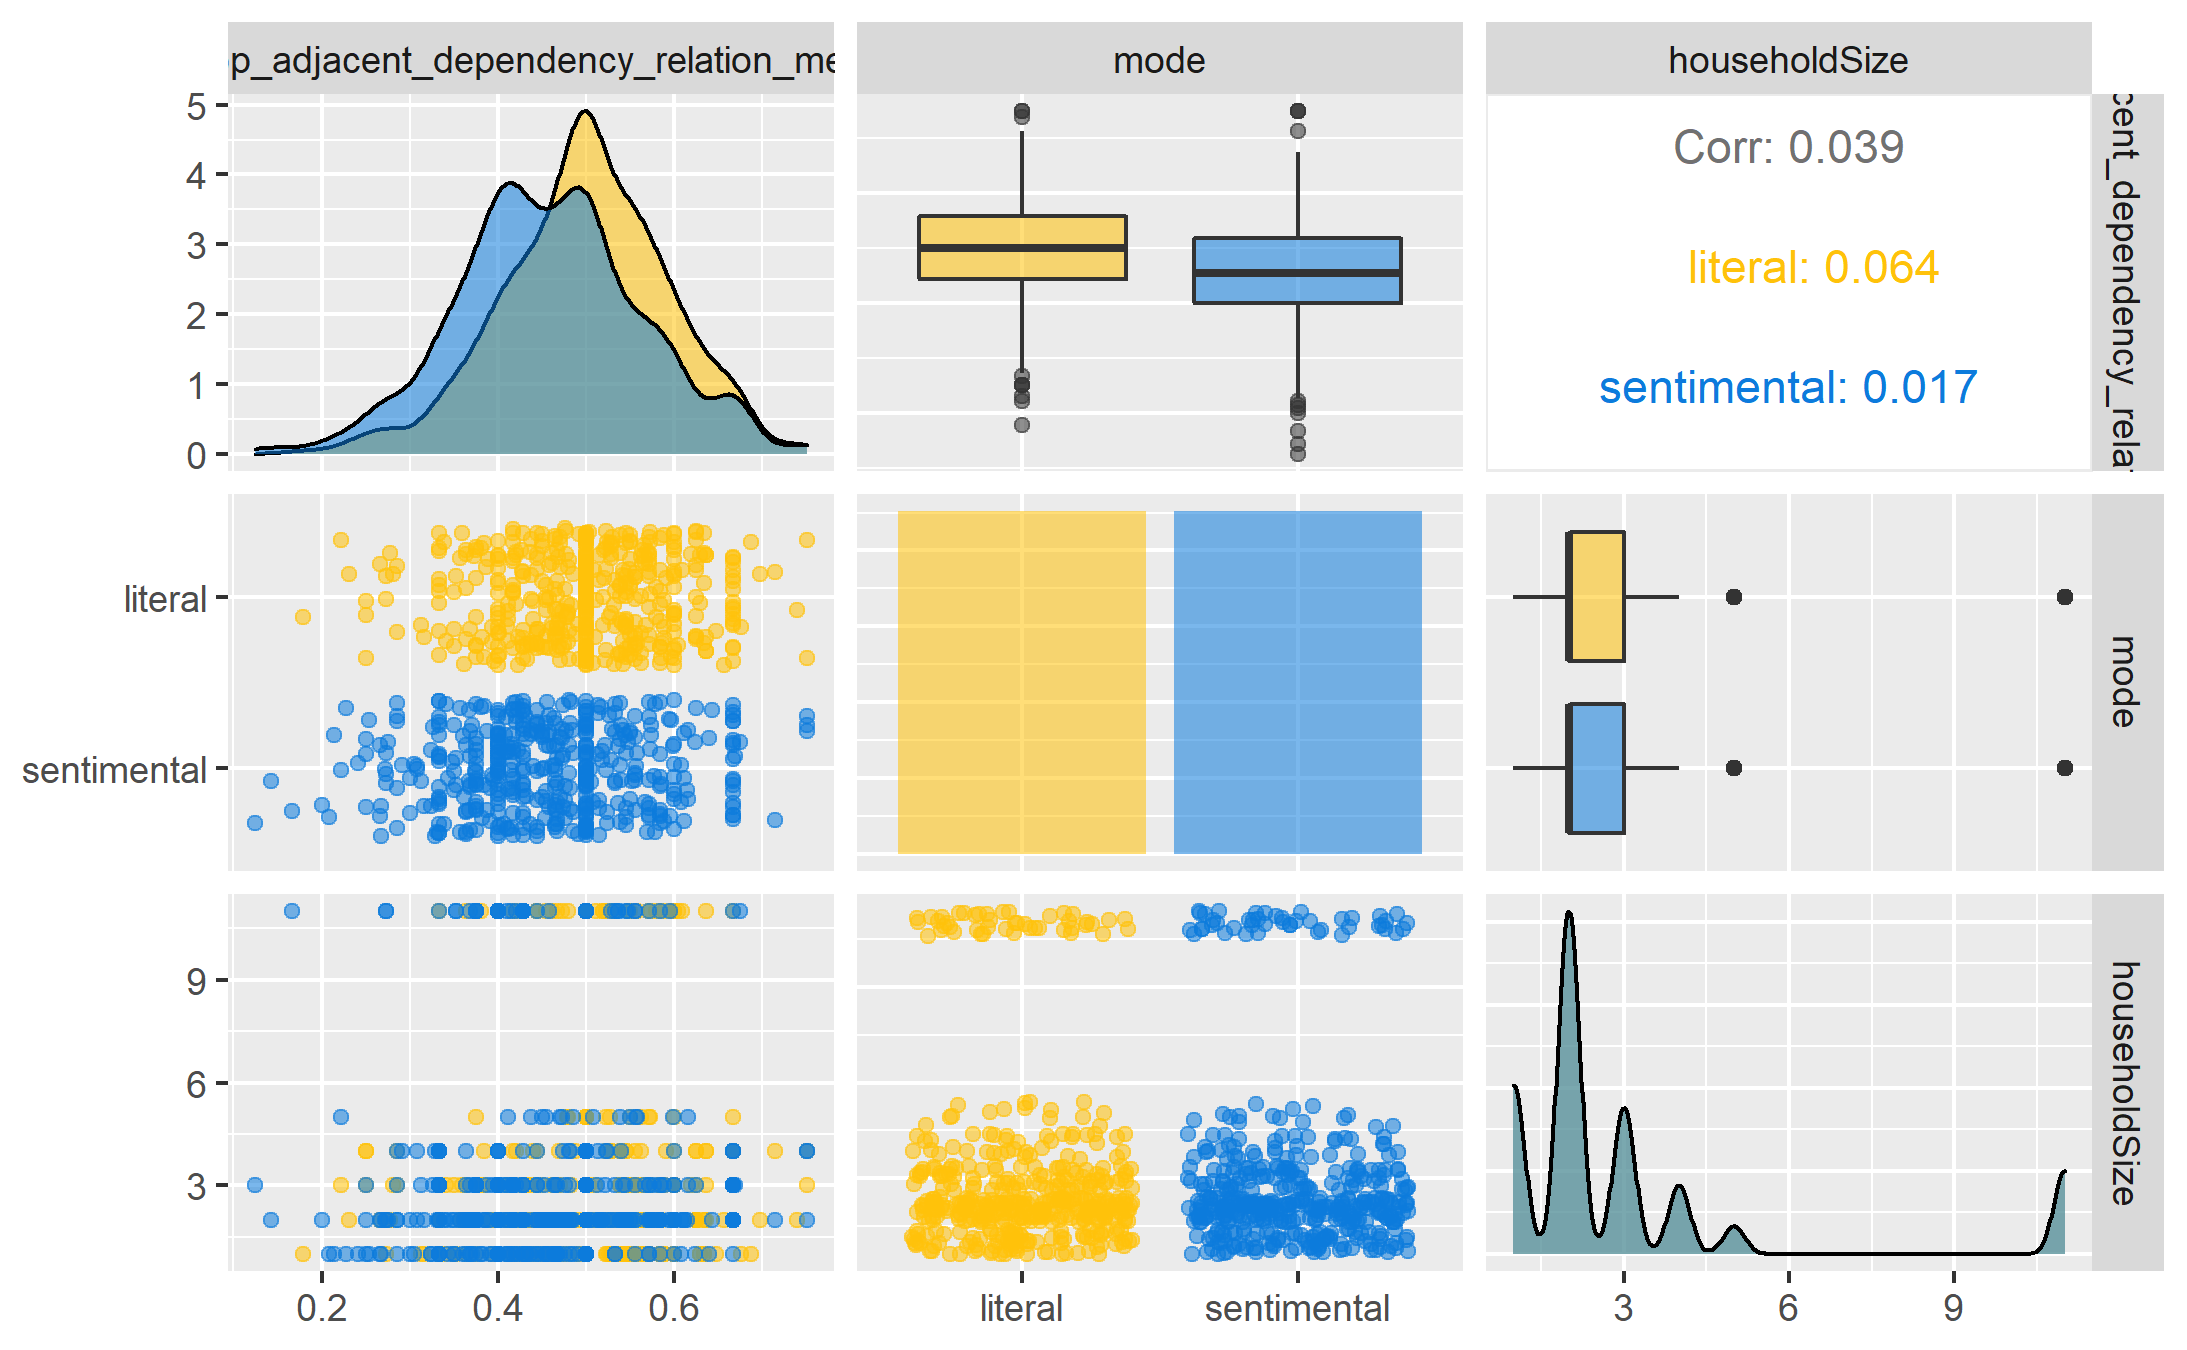 op_adjacent_dependency_relation_me
mode
householdSize
5
4
3
2
1
0
Corr: 0.039
literal: 0.064
sentimental: 0.017
cent_dependency_rela
literal
sentimental
mode
9
6
3
householdSize
0.2
0.4
0.6
literal
sentimental
3
6
9